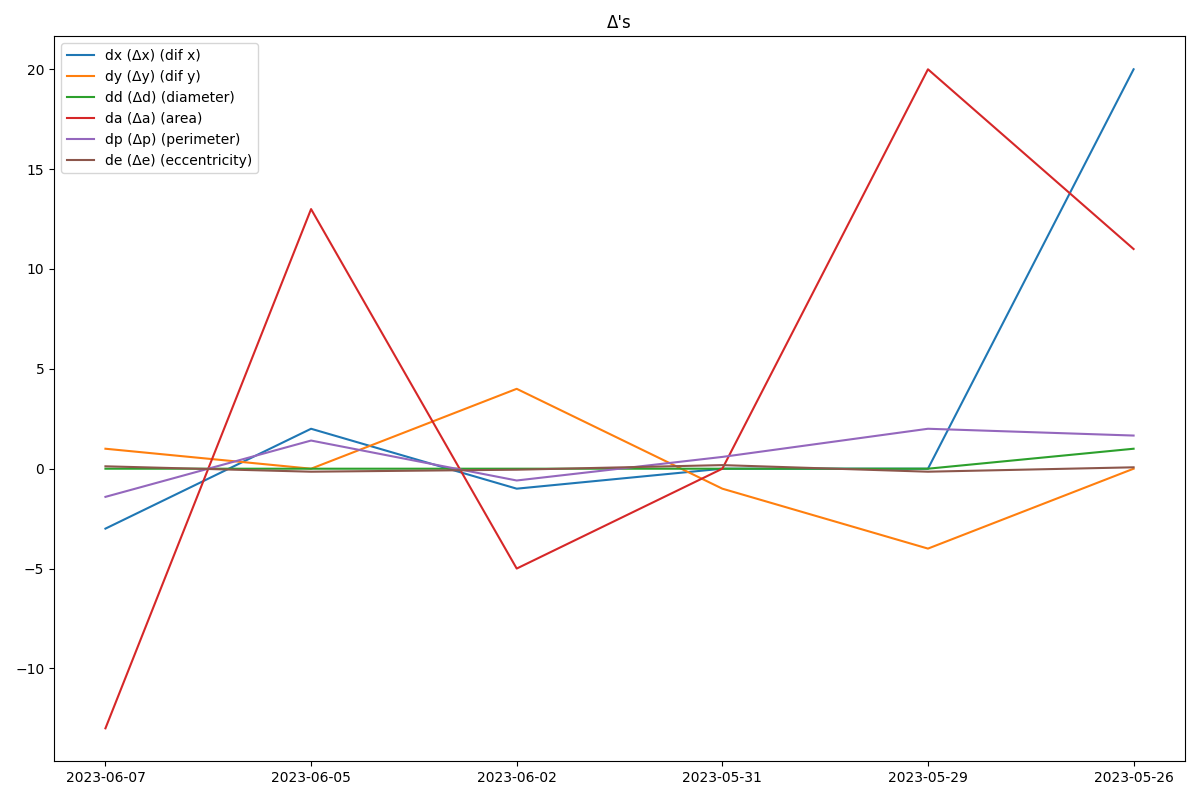 Δ's
dx (Δx) (dif x)
dy (Δy) (dif y)
dd (Δd) (diameter)
da (Δa) (area)
dp (Δp) (perimeter)
de (Δe) (eccentricity)
20
15
10
5
0
−5
−10
2023-06-07 2023-06-05 2023-06-02 2023-05-31 2023-05-29 2023-05-26